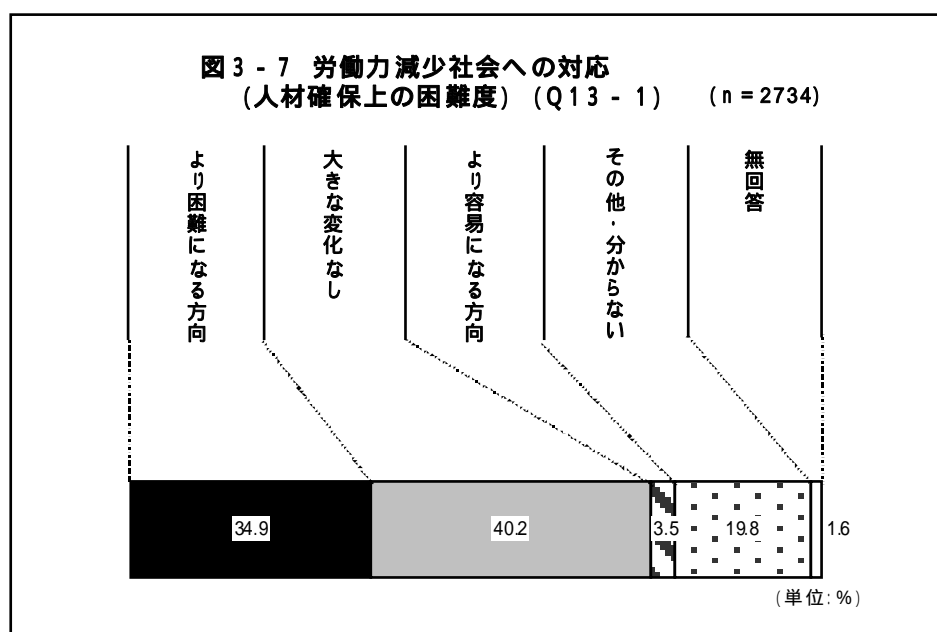 図3-7 労働力減少社会への対応
(人材確保上の困難度) (Q13-1) (n=2734)
より困難になる方向
大きな変化なし
より容易になる方向
その他・分からない
無回答
34.9
40.2
3.5
19.8
1.6
(単位:%)